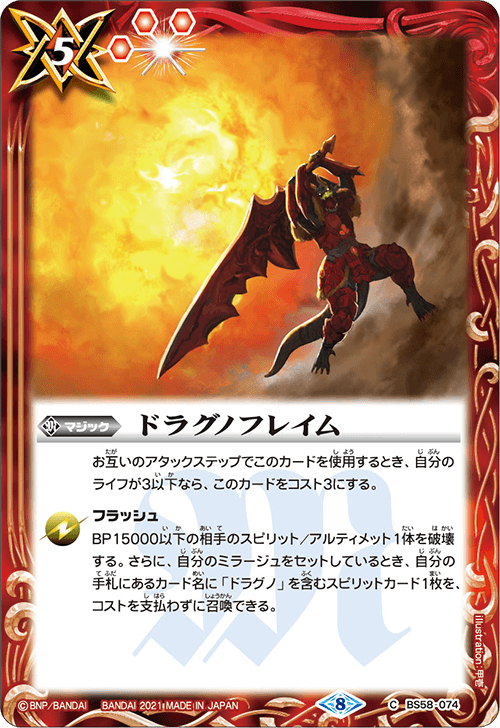 5
マジック ドラグノフレイム
お互いのアタックステップでこのカードを使用するとき、自分の
ライフが3以下なら、このカードをコスト3にする。
フラッシュ
BP15000以下の相手のスピリット/アルティメット1体を破壊
する。さらに、自分のミラージュをセットしているとき、自分の
手札にあるカード名に「ドラグノ」を含むスピリットカード1枚を、
コストを支払わずに召喚できる。
illustration:甲壱
©BNP/BANDAI BANDAI 2021 MADE IN JAPAN 8 C BS58-074